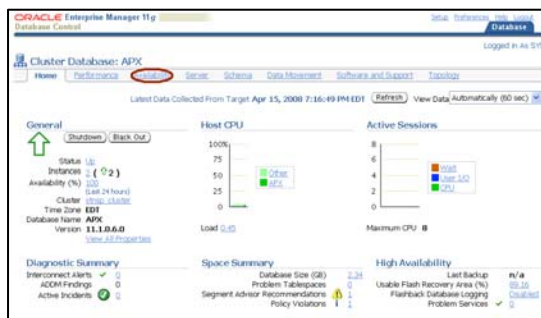 ORACLE Enterprise Manager 11g
Database Control
Setup Preferences Help Logout
Database
Logged in As SY
Cluster Database: APX
Home Performance Availability Server Schema Data Movement Software and Support Topology
Latest Data Collected From Target Apr 15, 2008 7:16:49 PM EDT Refresh View Data Automatically (60 sec)
General
Shutdown Black Out
Status Up
Instances 2 ( 2 )
Availability (%) 100
(Last 24 hours)
Cluster
Time Zone EDT
Database Name APX
Version 11.1.0.6.0
View All Properties
Host CPU
100%
75
50
25
0
Other
APX
Load 0.45
Active Sessions
8
6
4
2
0
Wait
User I/O
CPU
Maximum CPU 8
Diagnostic Summary
Interconnect Alerts 0
ADDM Findings 0
Active Incidents 0
Space Summary
Database Size (GB) 2.34
Problem Tablespaces 0
Segment Advisor Recommendations 1
Policy Violations 1
High Availability
Last Backup n/a
Usable Flash Recovery Area (%) 89.16
Flashback Database Logging Disabled
Problem Services 0